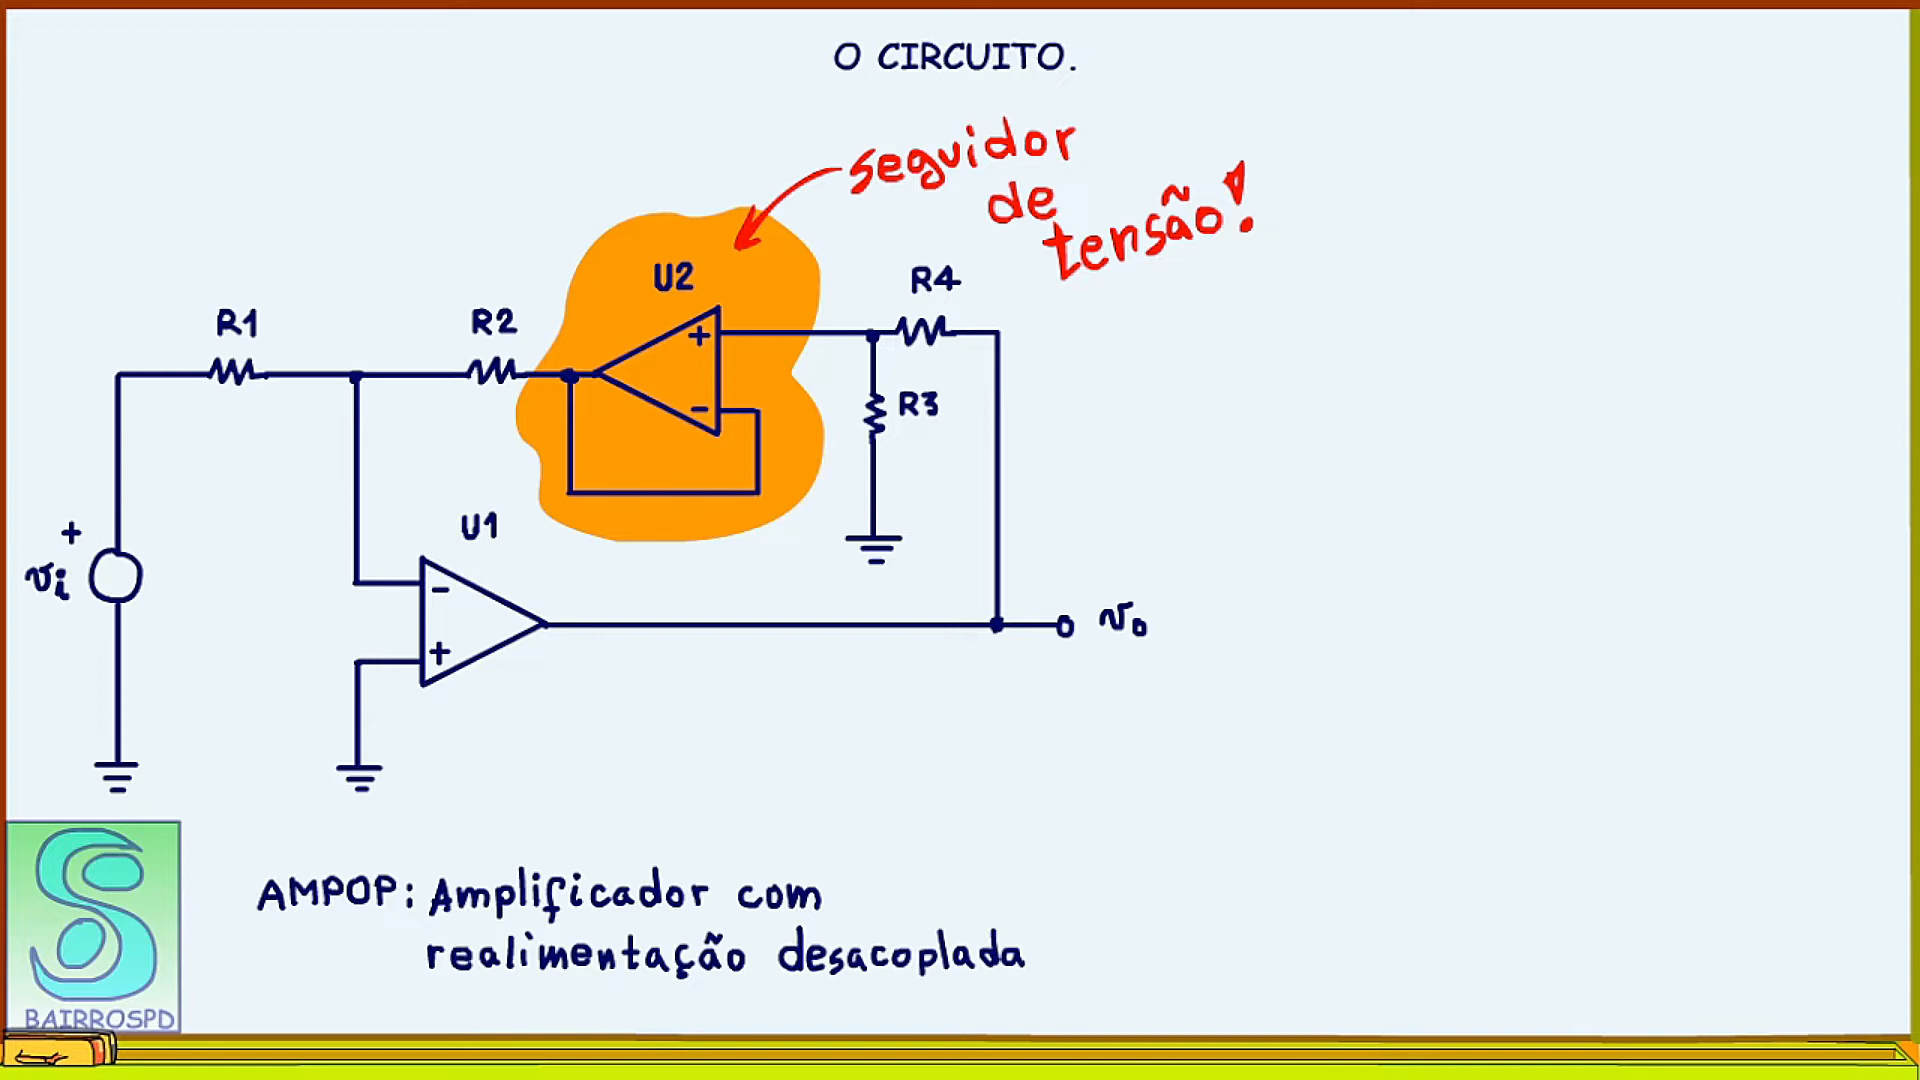 O CIRCUITO.
seguidor
de
tensão!
U2
R4
R1
R2
+
-
R3
U1
+
vi
-
+
vo
AMPOP: Amplificador com
realimentação desacoplada
BAIRROSPD